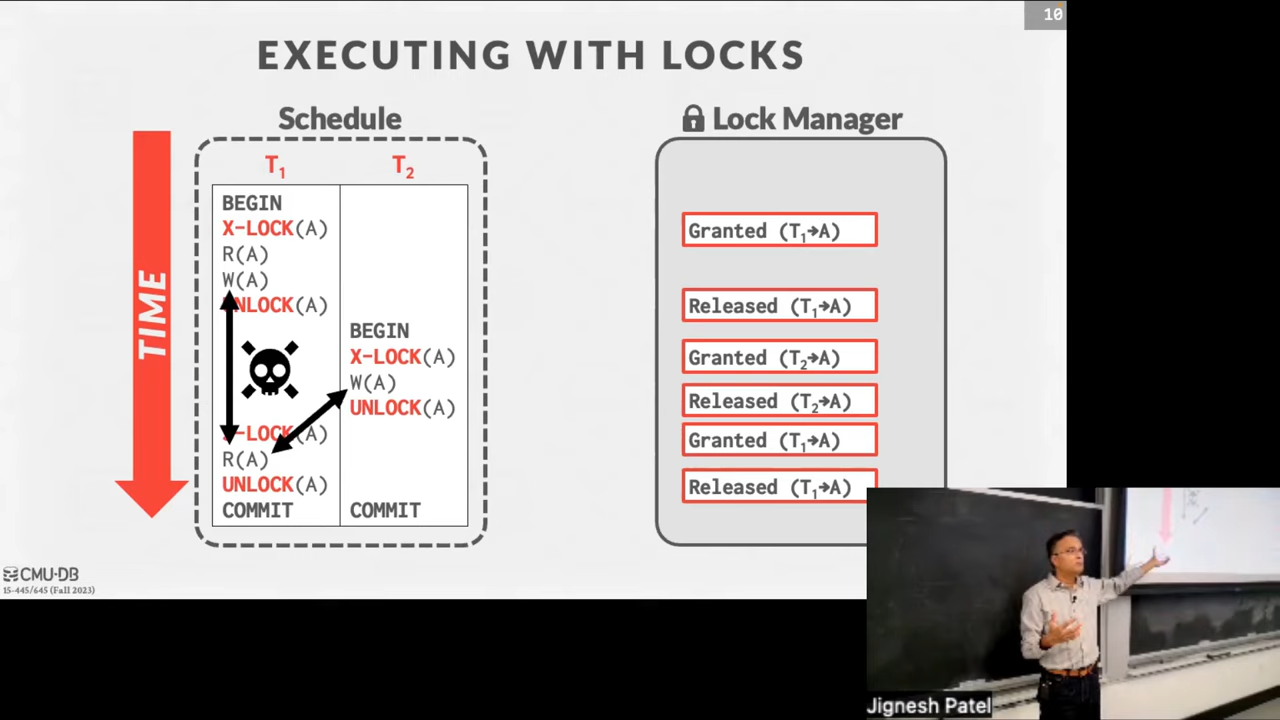 10
EXECUTING WITH LOCKS
Schedule
T1 T2
BEGIN
X-LOCK(A)
R(A)
W(A)
UNLOCK(A)
BEGIN
X-LOCK(A)
W(A)
UNLOCK(A)
-LOCK(A)
R(A)
UNLOCK(A)
COMMIT COMMIT
TIME
Lock Manager
Granted (T1→A)
Released (T1→A)
Granted (T2→A)
Released (T2→A)
Granted (T1→A)
Released (T1→A)
CMU·DB
15-445/645 (Fall 2023)
Jignesh Patel